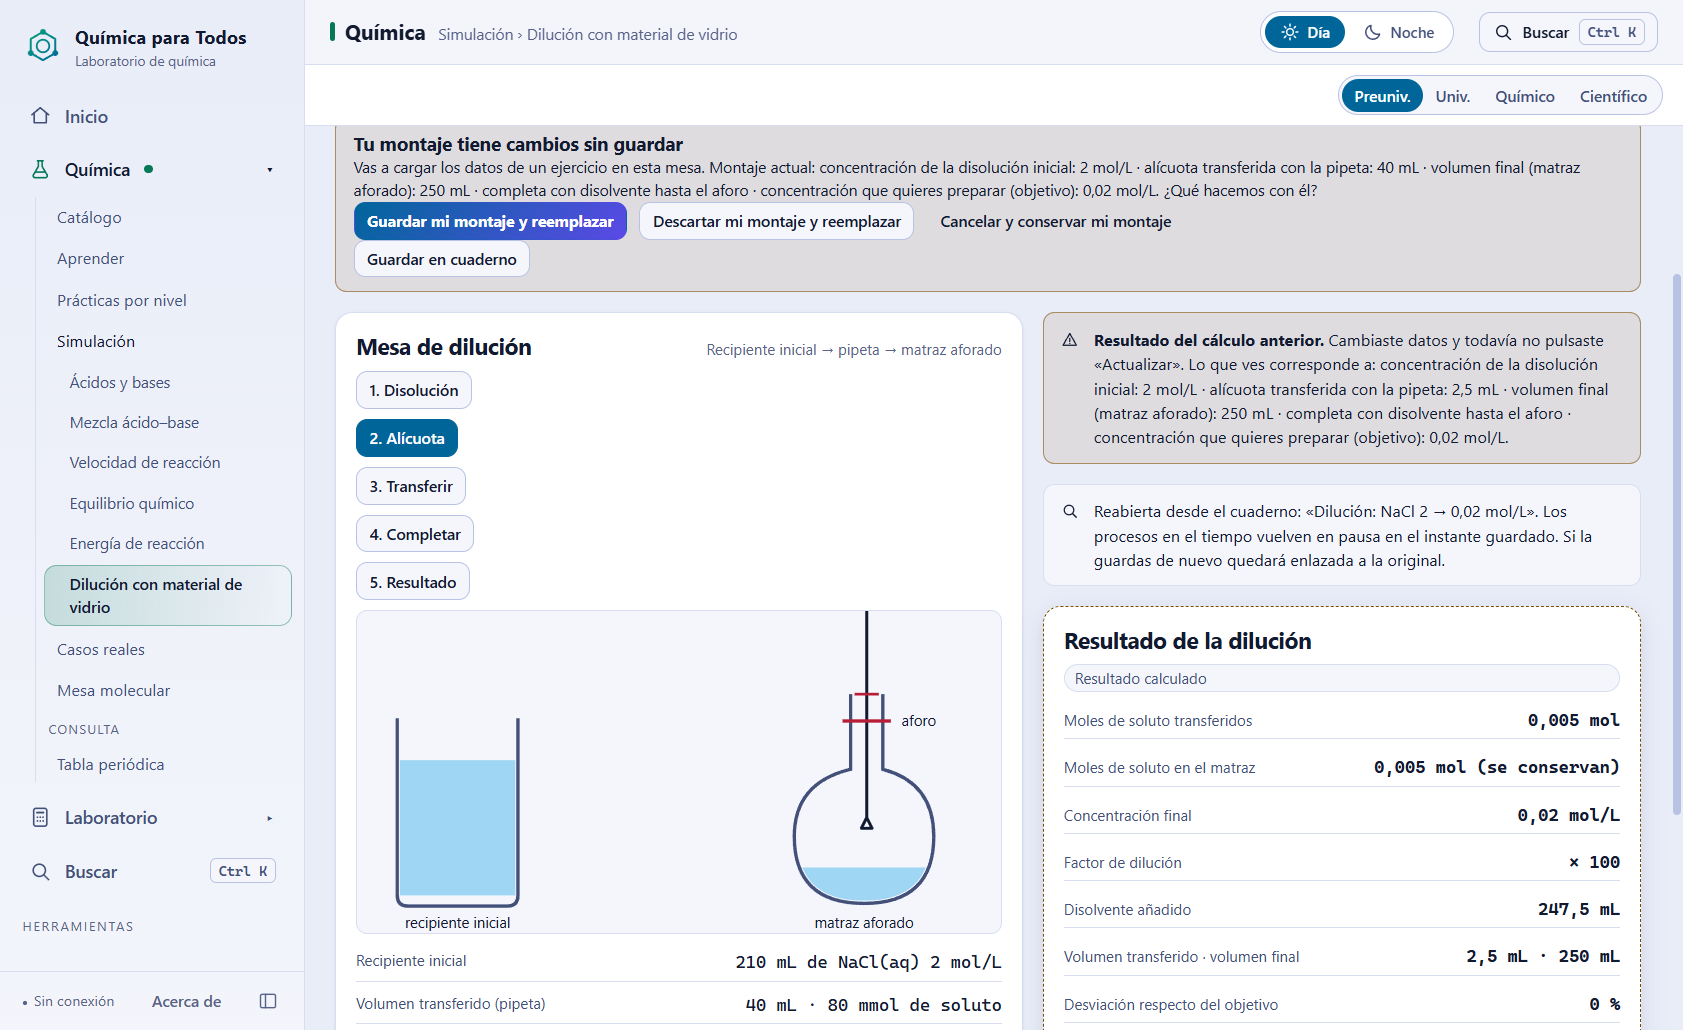 Química para Todos
Laboratorio de química
Inicio
Química
Catálogo
Aprender
Prácticas por nivel
Simulación
Ácidos y bases
Mezcla ácido–base
Velocidad de reacción
Equilibrio químico
Energía de reacción
Dilución con material de
vidrio
Casos reales
Mesa molecular
CONSULTA
Tabla periódica
Laboratorio
Buscar
Ctrl K
HERRAMIENTAS
Sin conexión
Acerca de
Química
Simulación › Dilución con material de vidrio
Día
Noche
Buscar
Ctrl K
Preuniv.
Univ.
Químico
Científico
Tu montaje tiene cambios sin guardar
Vas a cargar los datos de un ejercicio en esta mesa. Montaje actual: concentración de la disolución inicial: 2 mol/L · alícuota transferida con la pipeta: 40 mL · volumen final (matraz
aforado): 250 mL · completa con disolvente hasta el aforo · concentración que quieres preparar (objetivo): 0,02 mol/L. ¿Qué hacemos con él?
Guardar mi montaje y reemplazar
Descartar mi montaje y reemplazar
Cancelar y conservar mi montaje
Guardar en cuaderno
Mesa de dilución
Recipiente inicial → pipeta → matraz aforado
1. Disolución
2. Alícuota
3. Transferir
4. Completar
5. Resultado
aforo
recipiente inicial
matraz aforado
Recipiente inicial
210 mL de NaCl(aq) 2 mol/L
Volumen transferido (pipeta)
40 mL · 80 mmol de soluto
Resultado del cálculo anterior. Cambiaste datos y todavía no pulsaste
«Actualizar». Lo que ves corresponde a: concentración de la disolución
inicial: 2 mol/L · alícuota transferida con la pipeta: 2,5 mL · volumen final
(matraz aforado): 250 mL · completa con disolvente hasta el aforo ·
concentración que quieres preparar (objetivo): 0,02 mol/L.
Reabierta desde el cuaderno: «Dilución: NaCl 2 → 0,02 mol/L». Los
procesos en el tiempo vuelven en pausa en el instante guardado. Si la
guardas de nuevo quedará enlazada a la original.
Resultado de la dilución
Resultado calculado
Moles de soluto transferidos
0,005 mol
Moles de soluto en el matraz
0,005 mol (se conservan)
Concentración final
0,02 mol/L
Factor de dilución
× 100
Disolvente añadido
247,5 mL
Volumen transferido · volumen final
2,5 mL · 250 mL
Desviación respecto del objetivo
0 %